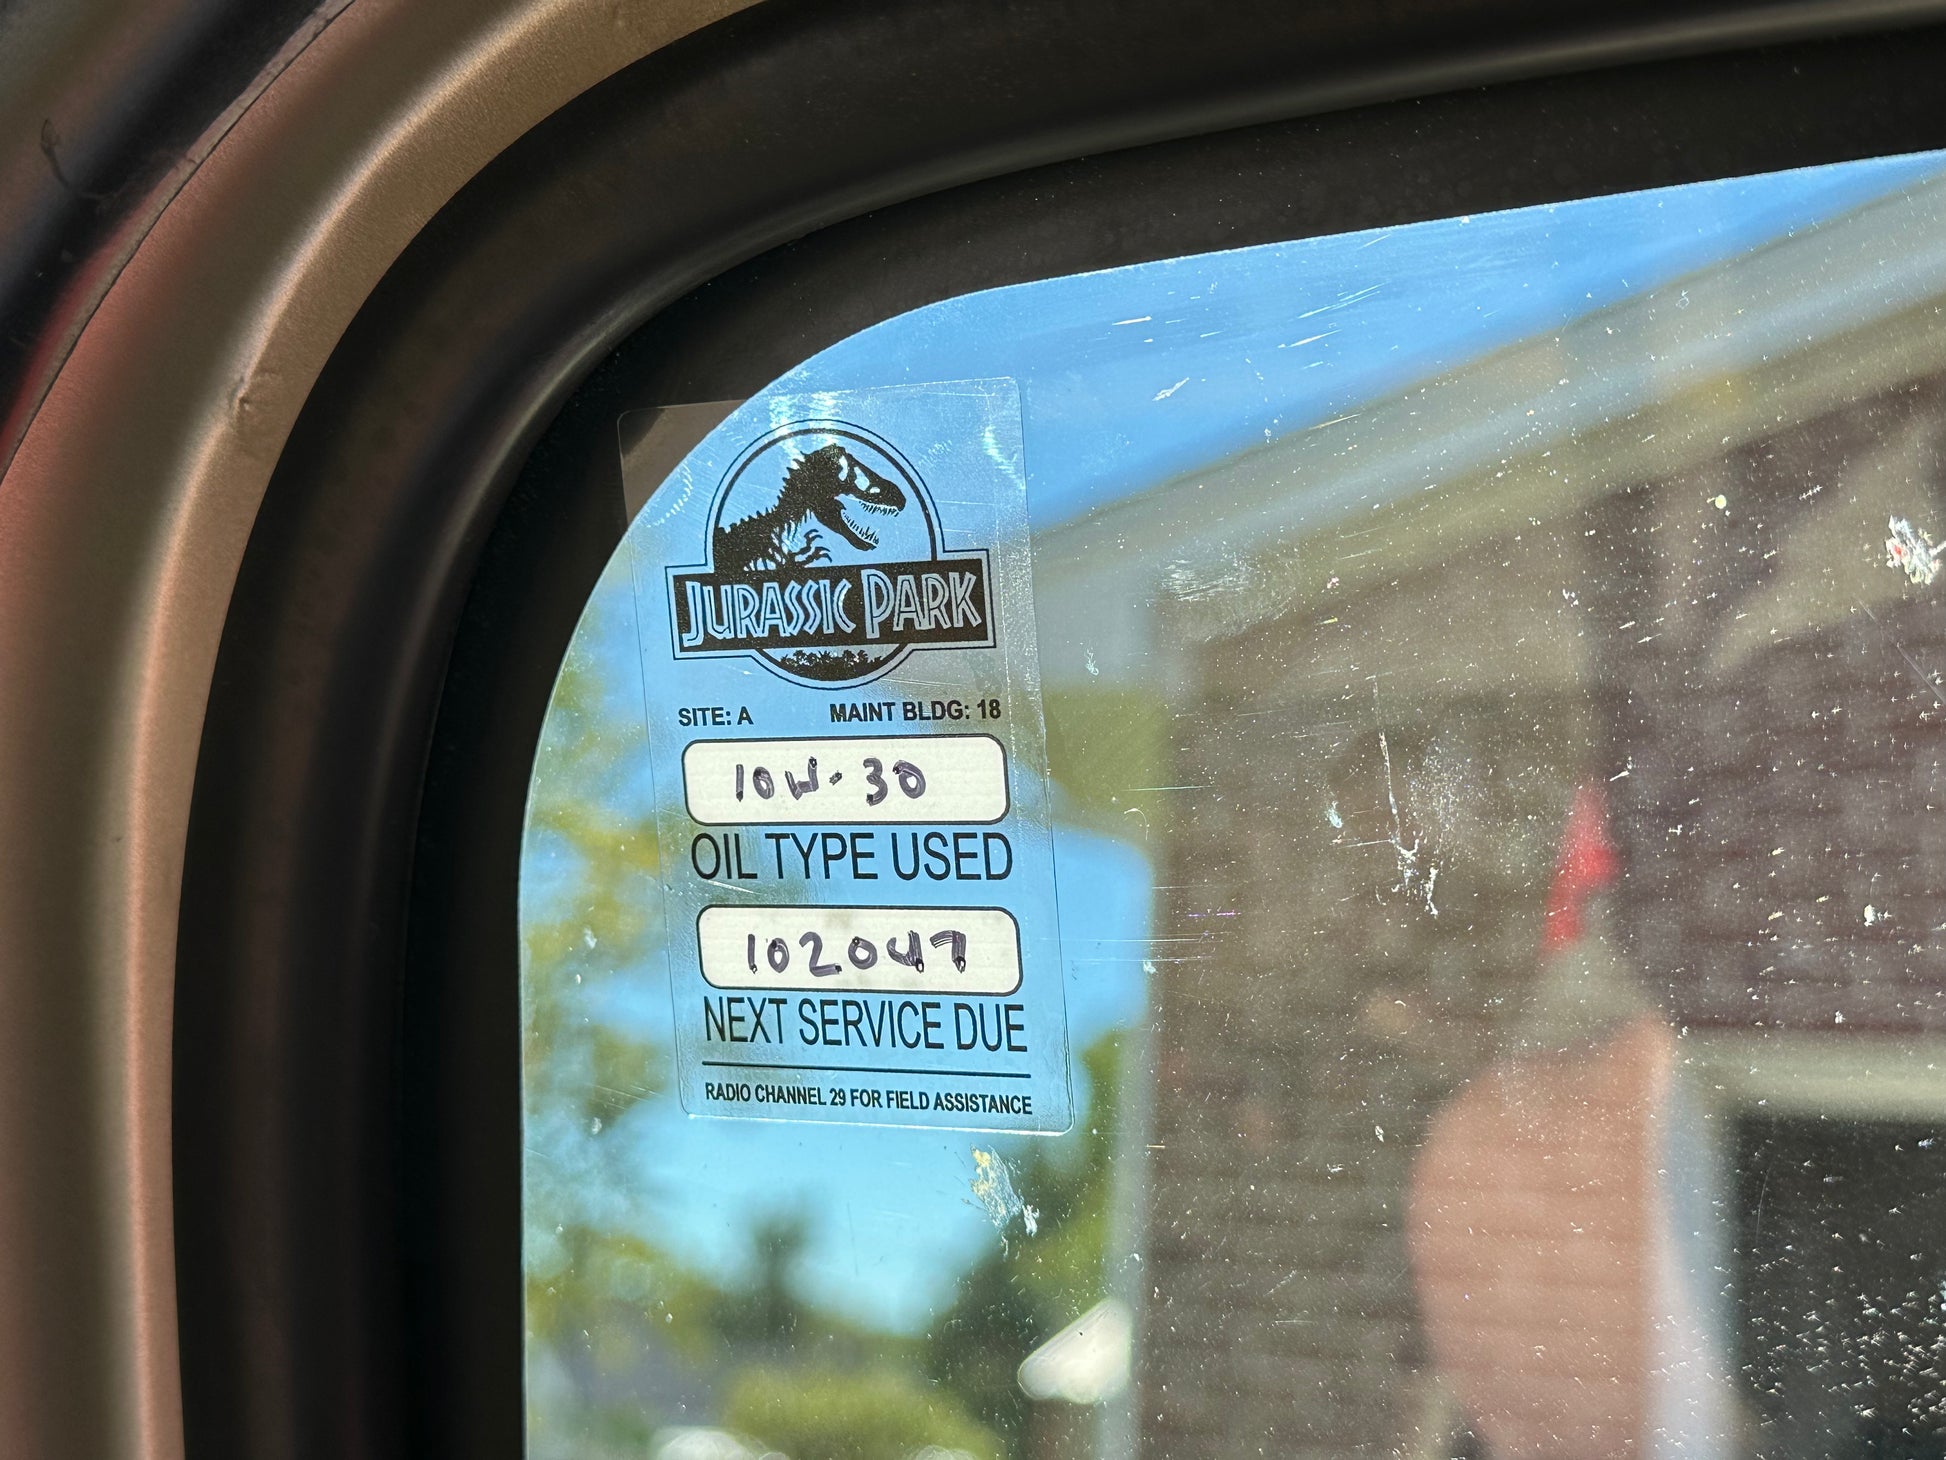 JURASSIC PARK
SITE: A MAINT BLDG: 18
10W-30
OIL TYPE USED
102047
NEXT SERVICE DUE
RADIO CHANNEL 29 FOR FIELD ASSISTANCE